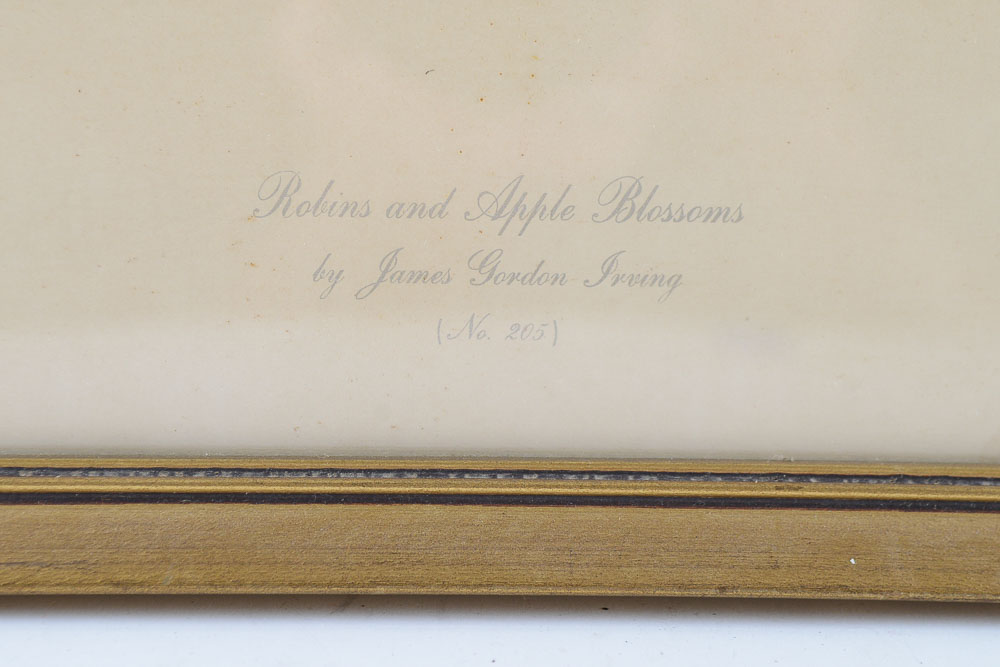 Robins and Apple Blossoms
by James Gordon Irving
(No. 205)